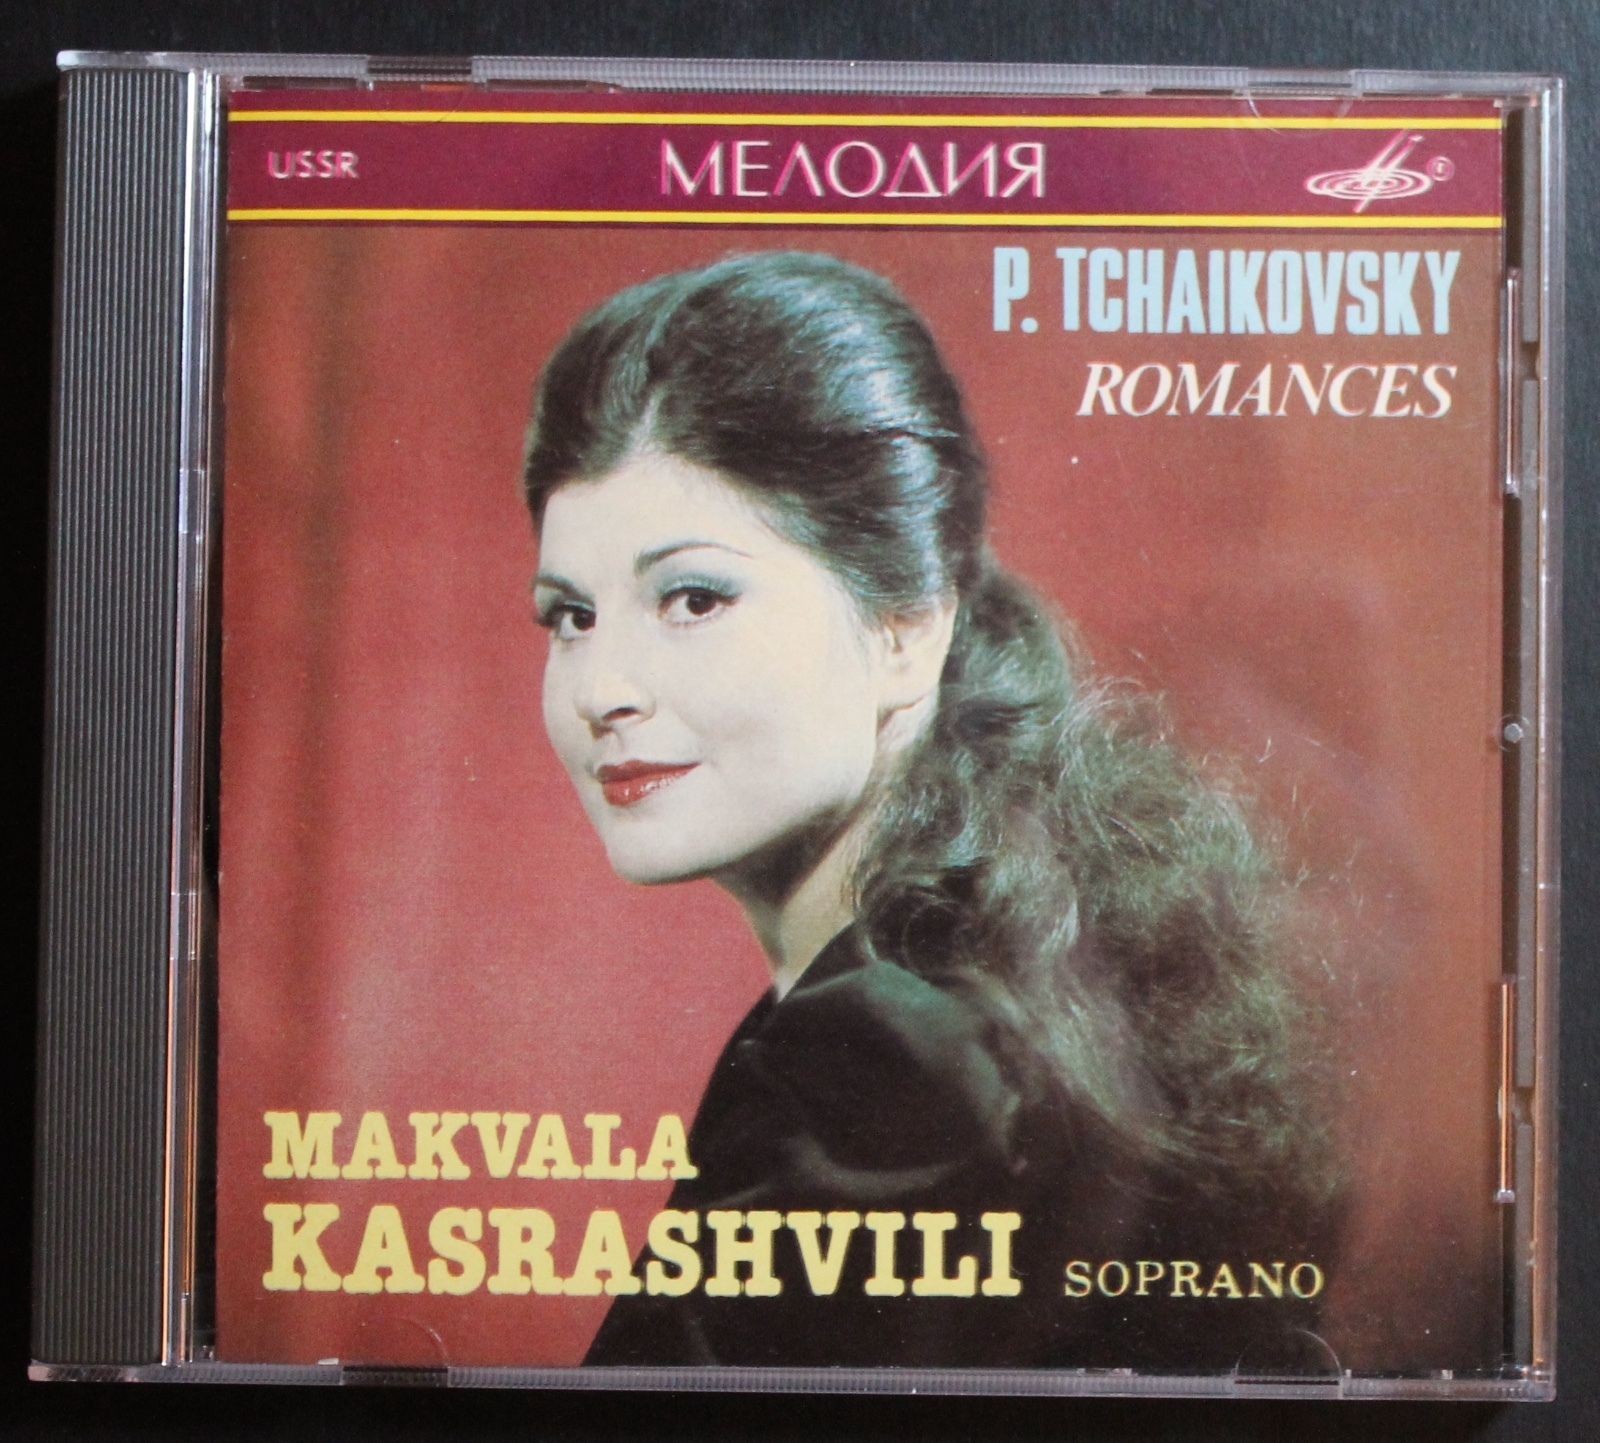 USSR МЕЛОДИЯ
P. TCHAIKOVSKY
ROMANCES
MAKVALA
KASRASHVILI SOPRANO